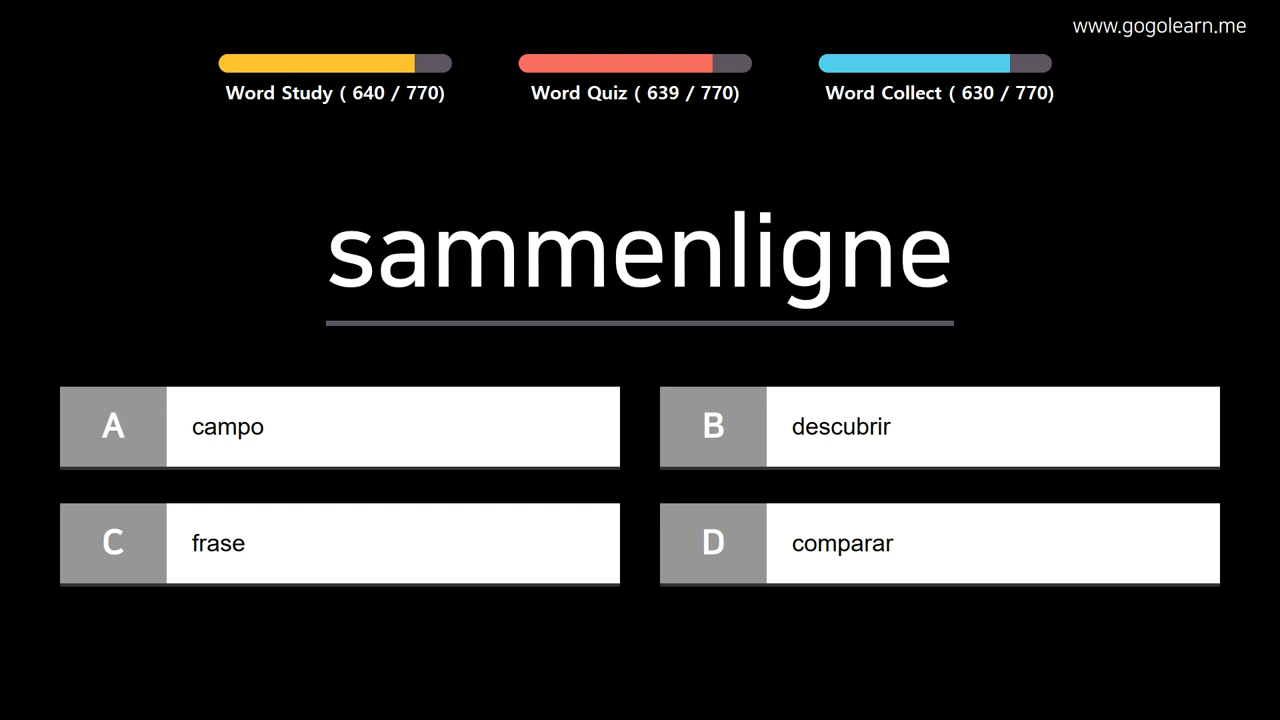 www.gogolearn.me
Word Study ( 640 / 770)
Word Quiz ( 639 / 770)
Word Collect ( 630 / 770)
sammenligne
A campo
B descubrir
C frase
D comparar